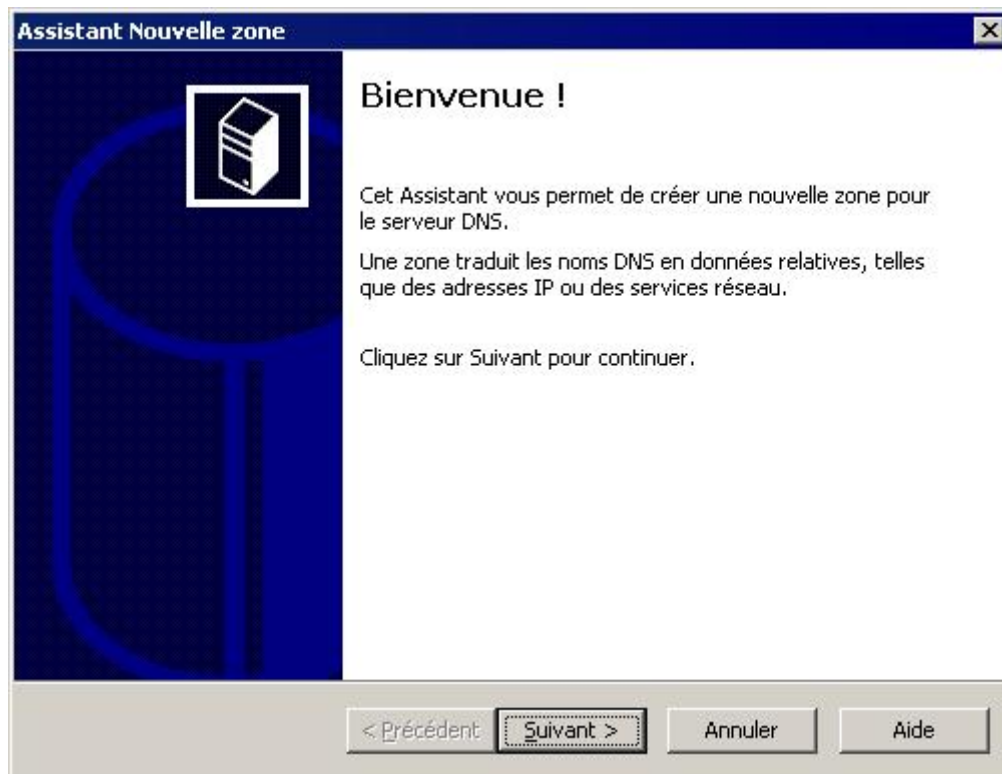 Assistant Nouvelle zone
Bienvenue !
Cet Assistant vous permet de créer une nouvelle zone pour
le serveur DNS.
Une zone traduit les noms DNS en données relatives, telles
que des adresses IP ou des services réseau.
Cliquez sur Suivant pour continuer.
< Précédent Suivant > Annuler Aide